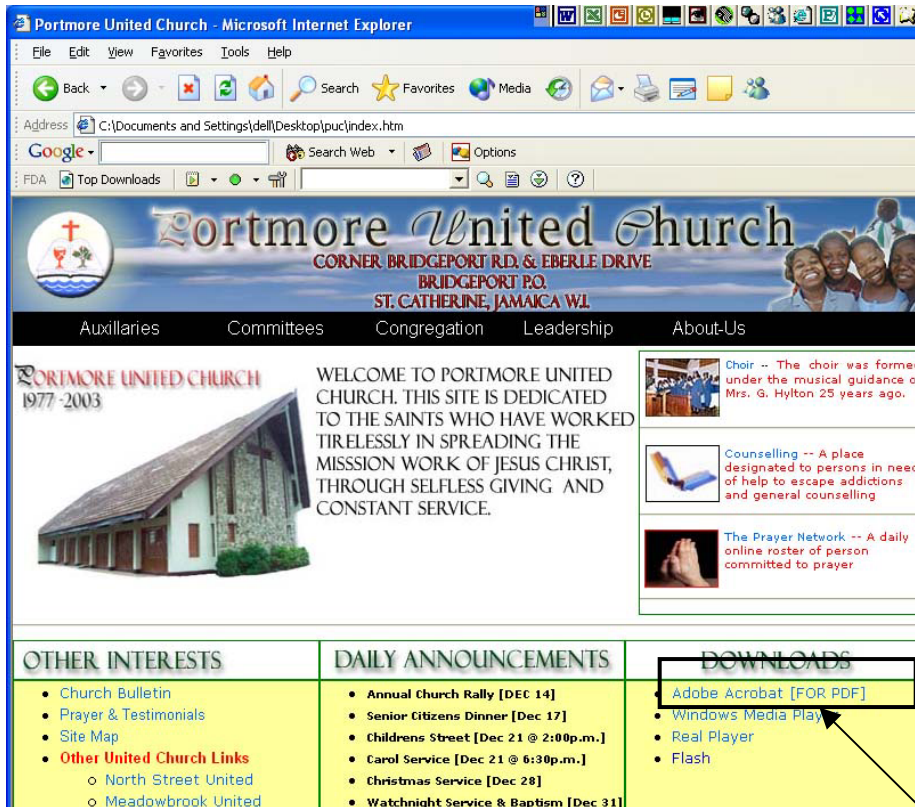 Portmore United Church - Microsoft Internet Explorer
File Edit View Favorites Tools Help
Back Search Favorites Media
Address C:\Documents and Settings\dell\Desktop\puc\index.htm
Google Search Web Options
FDA Top Downloads
Portmore United Church
CORNER BRIDGEPORT RD. & EBERLE DRIVE
BRIDGEPORT P.O.
ST. CATHERINE, JAMAICA W.I.
Auxillaries Committees Congregation Leadership About-Us
PORTMORE UNITED CHURCH
1977 -2003
WELCOME TO PORTMORE UNITED
CHURCH. THIS SITE IS DEDICATED
TO THE SAINTS WHO HAVE WORKED
TIRELESSLY IN SPREADING THE
MISSSION WORK OF JESUS CHRIST,
THROUGH SELFLESS GIVING AND
CONSTANT SERVICE.
Choir -- The choir was formed
under the musical guidance o
Mrs. G. Hylton 25 years ago.
Counselling -- A place
designated to persons in need
of help to escape addictions
and general counselling
The Prayer Network -- A daily
online roster of person
committed to prayer
OTHER INTERESTS
Church Bulletin
Prayer & Testimonials
Site Map
Other United Church Links
North Street United
Meadowbrook United
DAILY ANNOUNCEMENTS
Annual Church Rally [DEC 14]
Senior Citizens Dinner [Dec 17]
Childrens Street [Dec 21 @ 2:00p.m.]
Carol Service [Dec 21 @ 6:30p.m.]
Christmas Service [Dec 28]
Watchnight Service & Baptism [Dec 31]
DOWNLOADS
Adobe Acrobat [FOR PDF]
Windows Media Player
Real Player
Flash